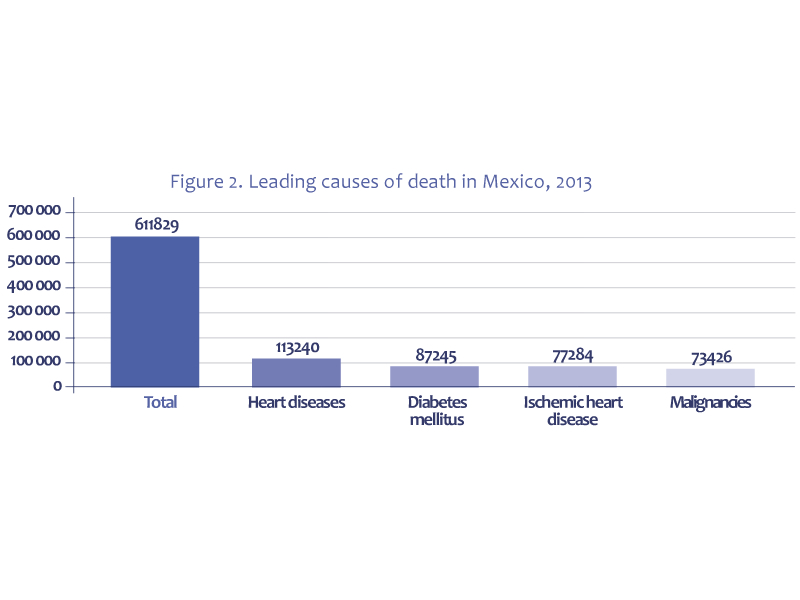 Figure 2. Leading causes of death in Mexico, 2013
700 000
600 000
500 000
400 000
300 000
200 000
100 000
0
611829
113240
87245
77284
73426
Total
Heart diseases
Diabetes
mellitus
Ischemic heart
disease
Malignancies